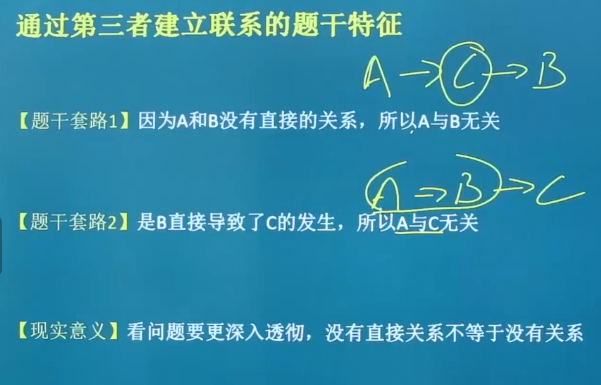 通过第三者建立联系的题干特征
A→C→B
【题干套路1】因为A和B没有直接的关系，所以A与B无关
A→B→C
【题干套路2】是B直接导致了C的发生，所以A与C无关
【现实意义】看问题要更深入透彻，没有直接关系不等于没有关系